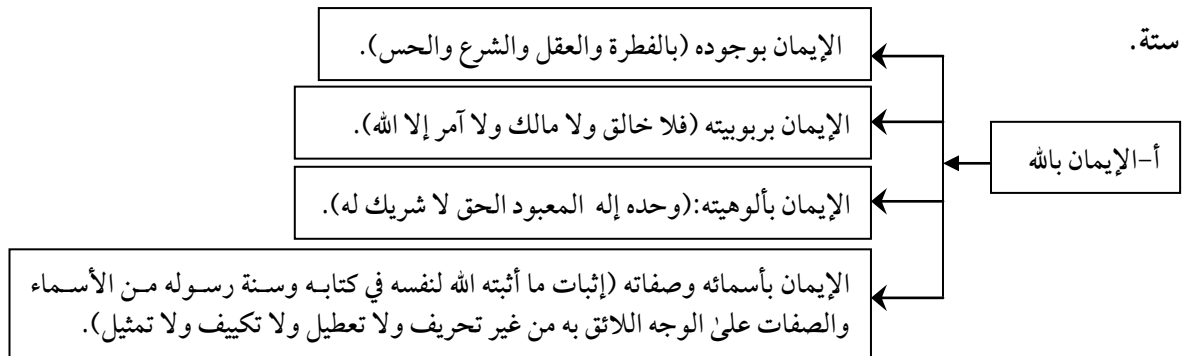 ستة.
أ-الإيمان بالله
الإيمان بوجوده (بالفطرة والعقل والشرع والحس).
الإيمان بربوبيته (فلا خالق ولا مالك ولا آمر إلا الله).
الإيمان بألوهيته:(وحده إله المعبود الحق لا شريك له).
الإيمان بأسمائه وصفاته (إثبات ما أثبته الله لنفسه في كتابه وسنة رسوله من الأسماء
والصفات علىٰ الوجه اللائق به من غير تحريف ولا تعطيل ولا تكييف ولا تمثيل).